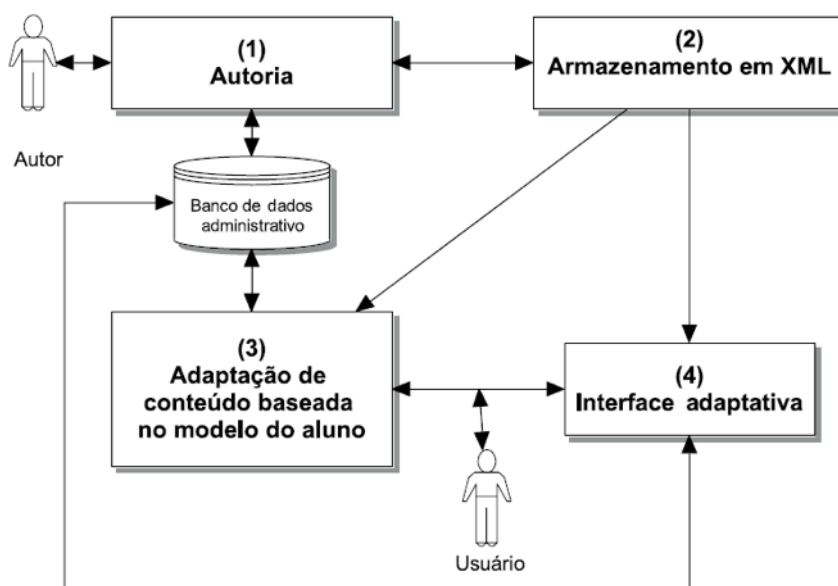 (1)
Autoria
(2)
Armazenamento em XML
Autor
Banco de dados
administrativo
(3)
Adaptação de
conteúdo baseada
no modelo do aluno
(4)
Interface adaptativa
Usuário